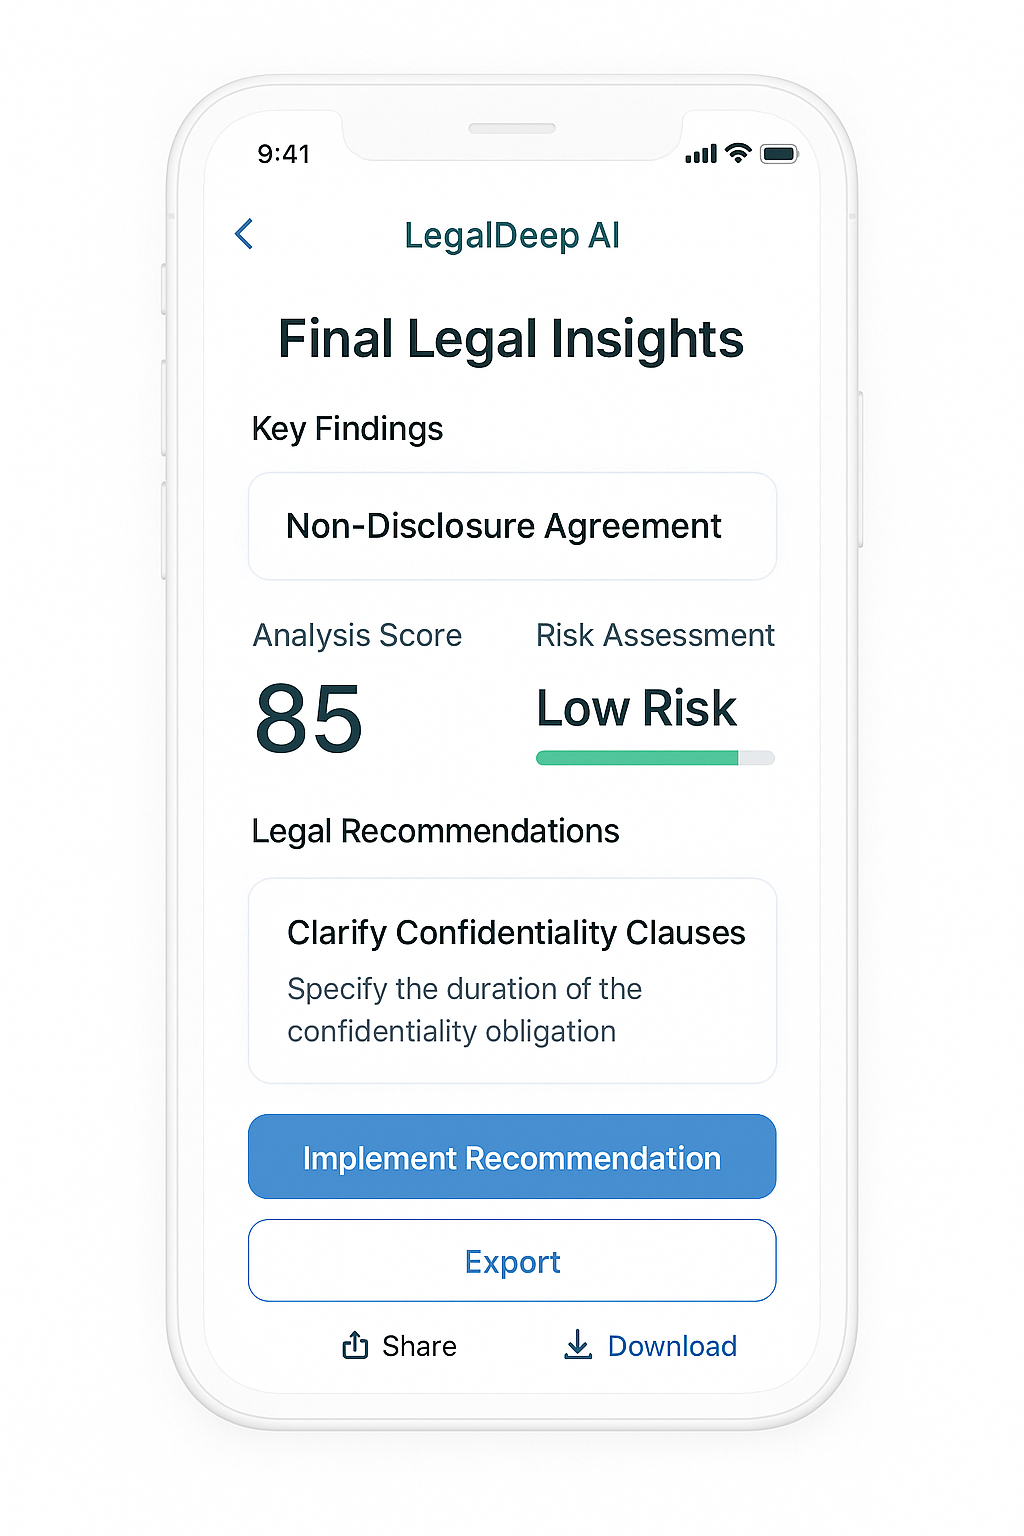 9:41
LegalDeep AI
Final Legal Insights
Key Findings
Non-Disclosure Agreement
Analysis Score
85
Risk Assessment
Low Risk
Legal Recommendations
Clarify Confidentiality Clauses
Specify the duration of the
confidentiality obligation
Implement Recommendation
Export
Share
Download